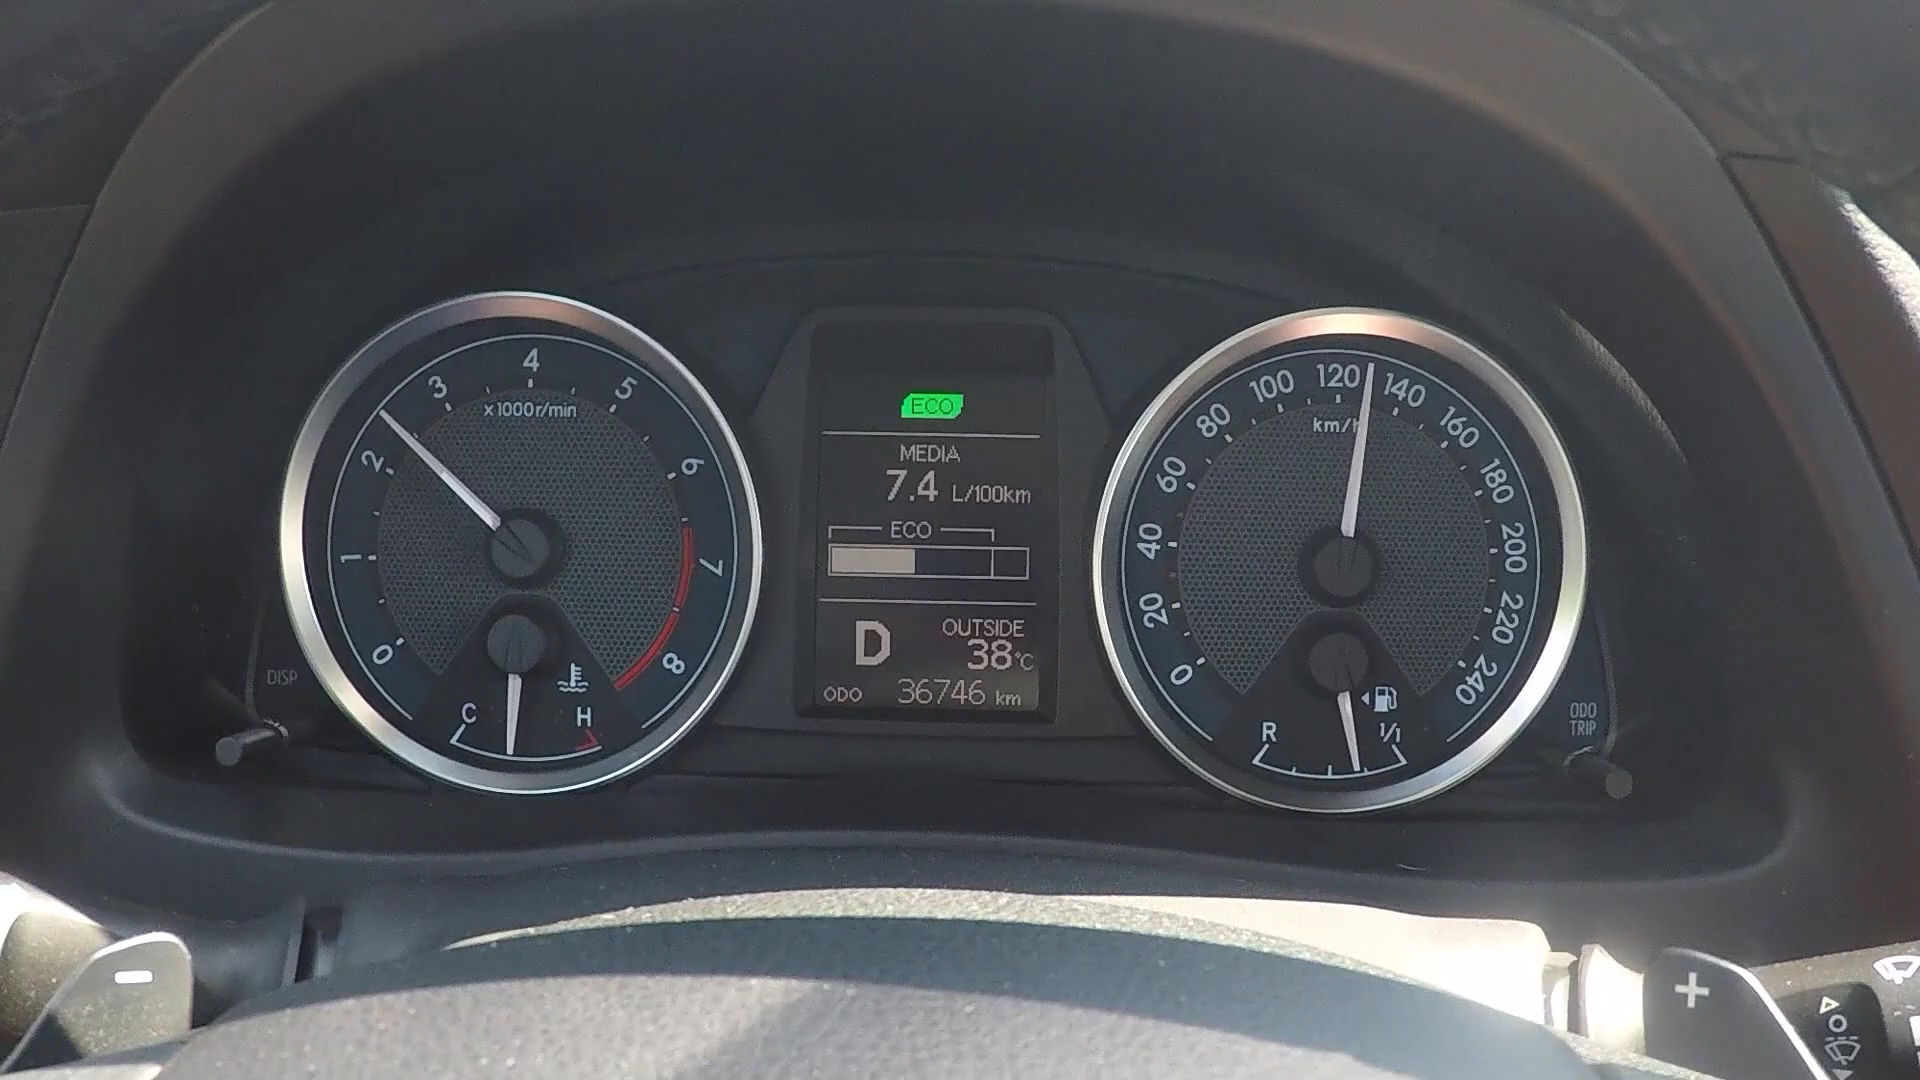 4
3
5
x1000r/min
2
6
1
7
0
8
C
H
DISP
ECO
MEDIA
7.4 L/100km
ECO
D
OUTSIDE
38°C
ODO 36746 km
120
100
140
80
km/h
160
60
180
40
200
20
220
0
240
R
1/1
ODO
TRIP
-
+